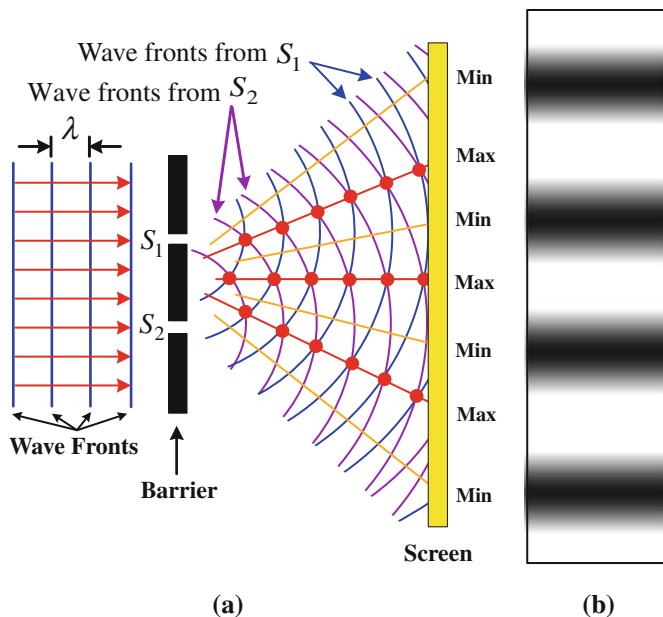 Wave fronts from S1
Wave fronts from S2
λ
S1
S2
Wave Fronts
Barrier
Min
Max
Min
Max
Min
Max
Min
Screen
(a)
(b)